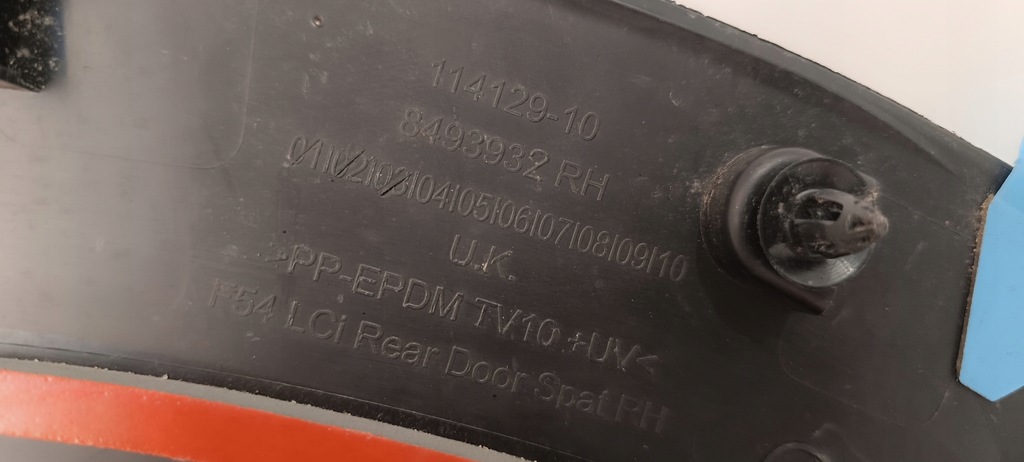 114129-10
8493932 RH
01|02|03|04|05|06|07|08|09|10
U.K.
>PP-EPDM TV10 +UV<
F54 LCi Rear Door Spat RH